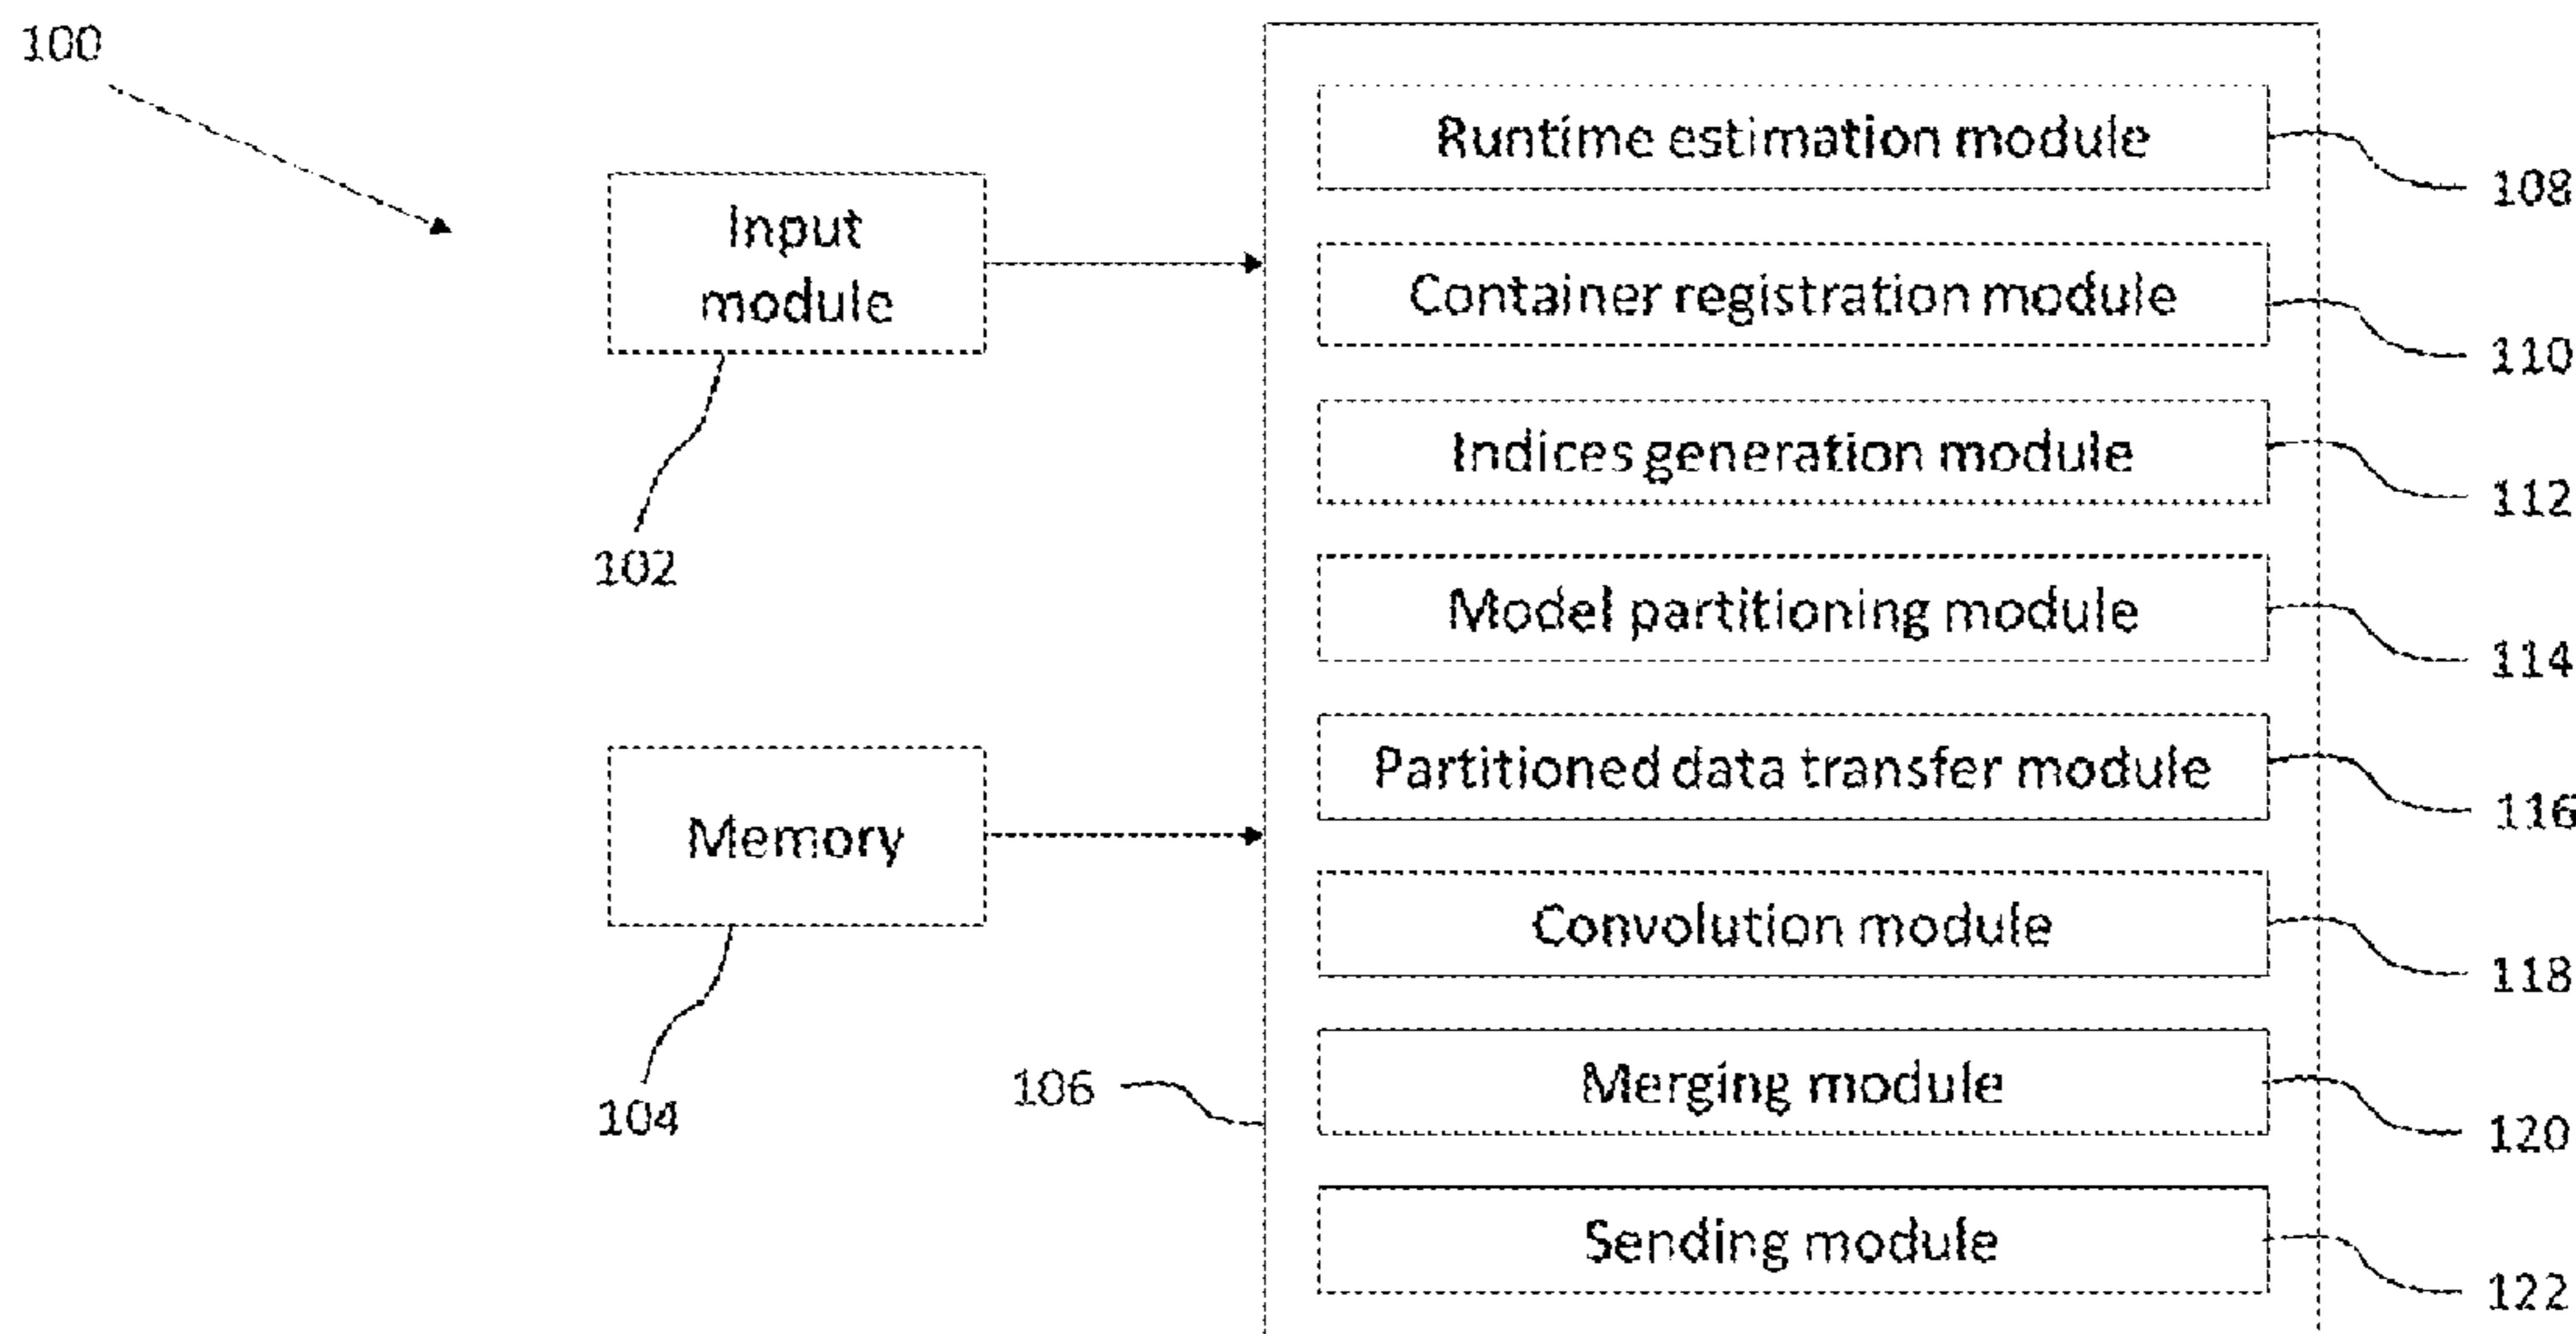 100
Input
module
102
Memory
104
106
Runtime estimation module
108
Container registration module
110
Indices generation module
112
Model partitioning module
114
Partitioned data transfer module
116
Convolution module
118
Merging module
120
Sending module
122